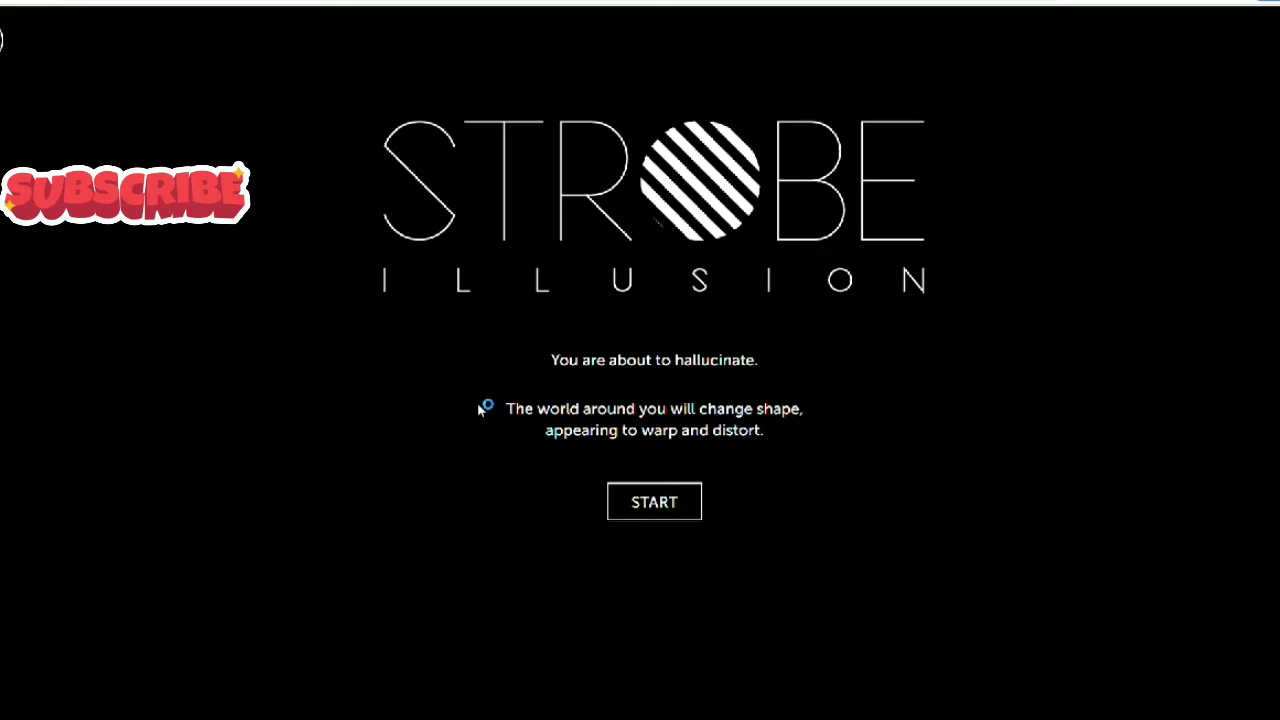 STROBE
ILLUSION
SUBSCRIBE
You are about to hallucinate.
The world around you will change shape,
appearing to warp and distort.
START